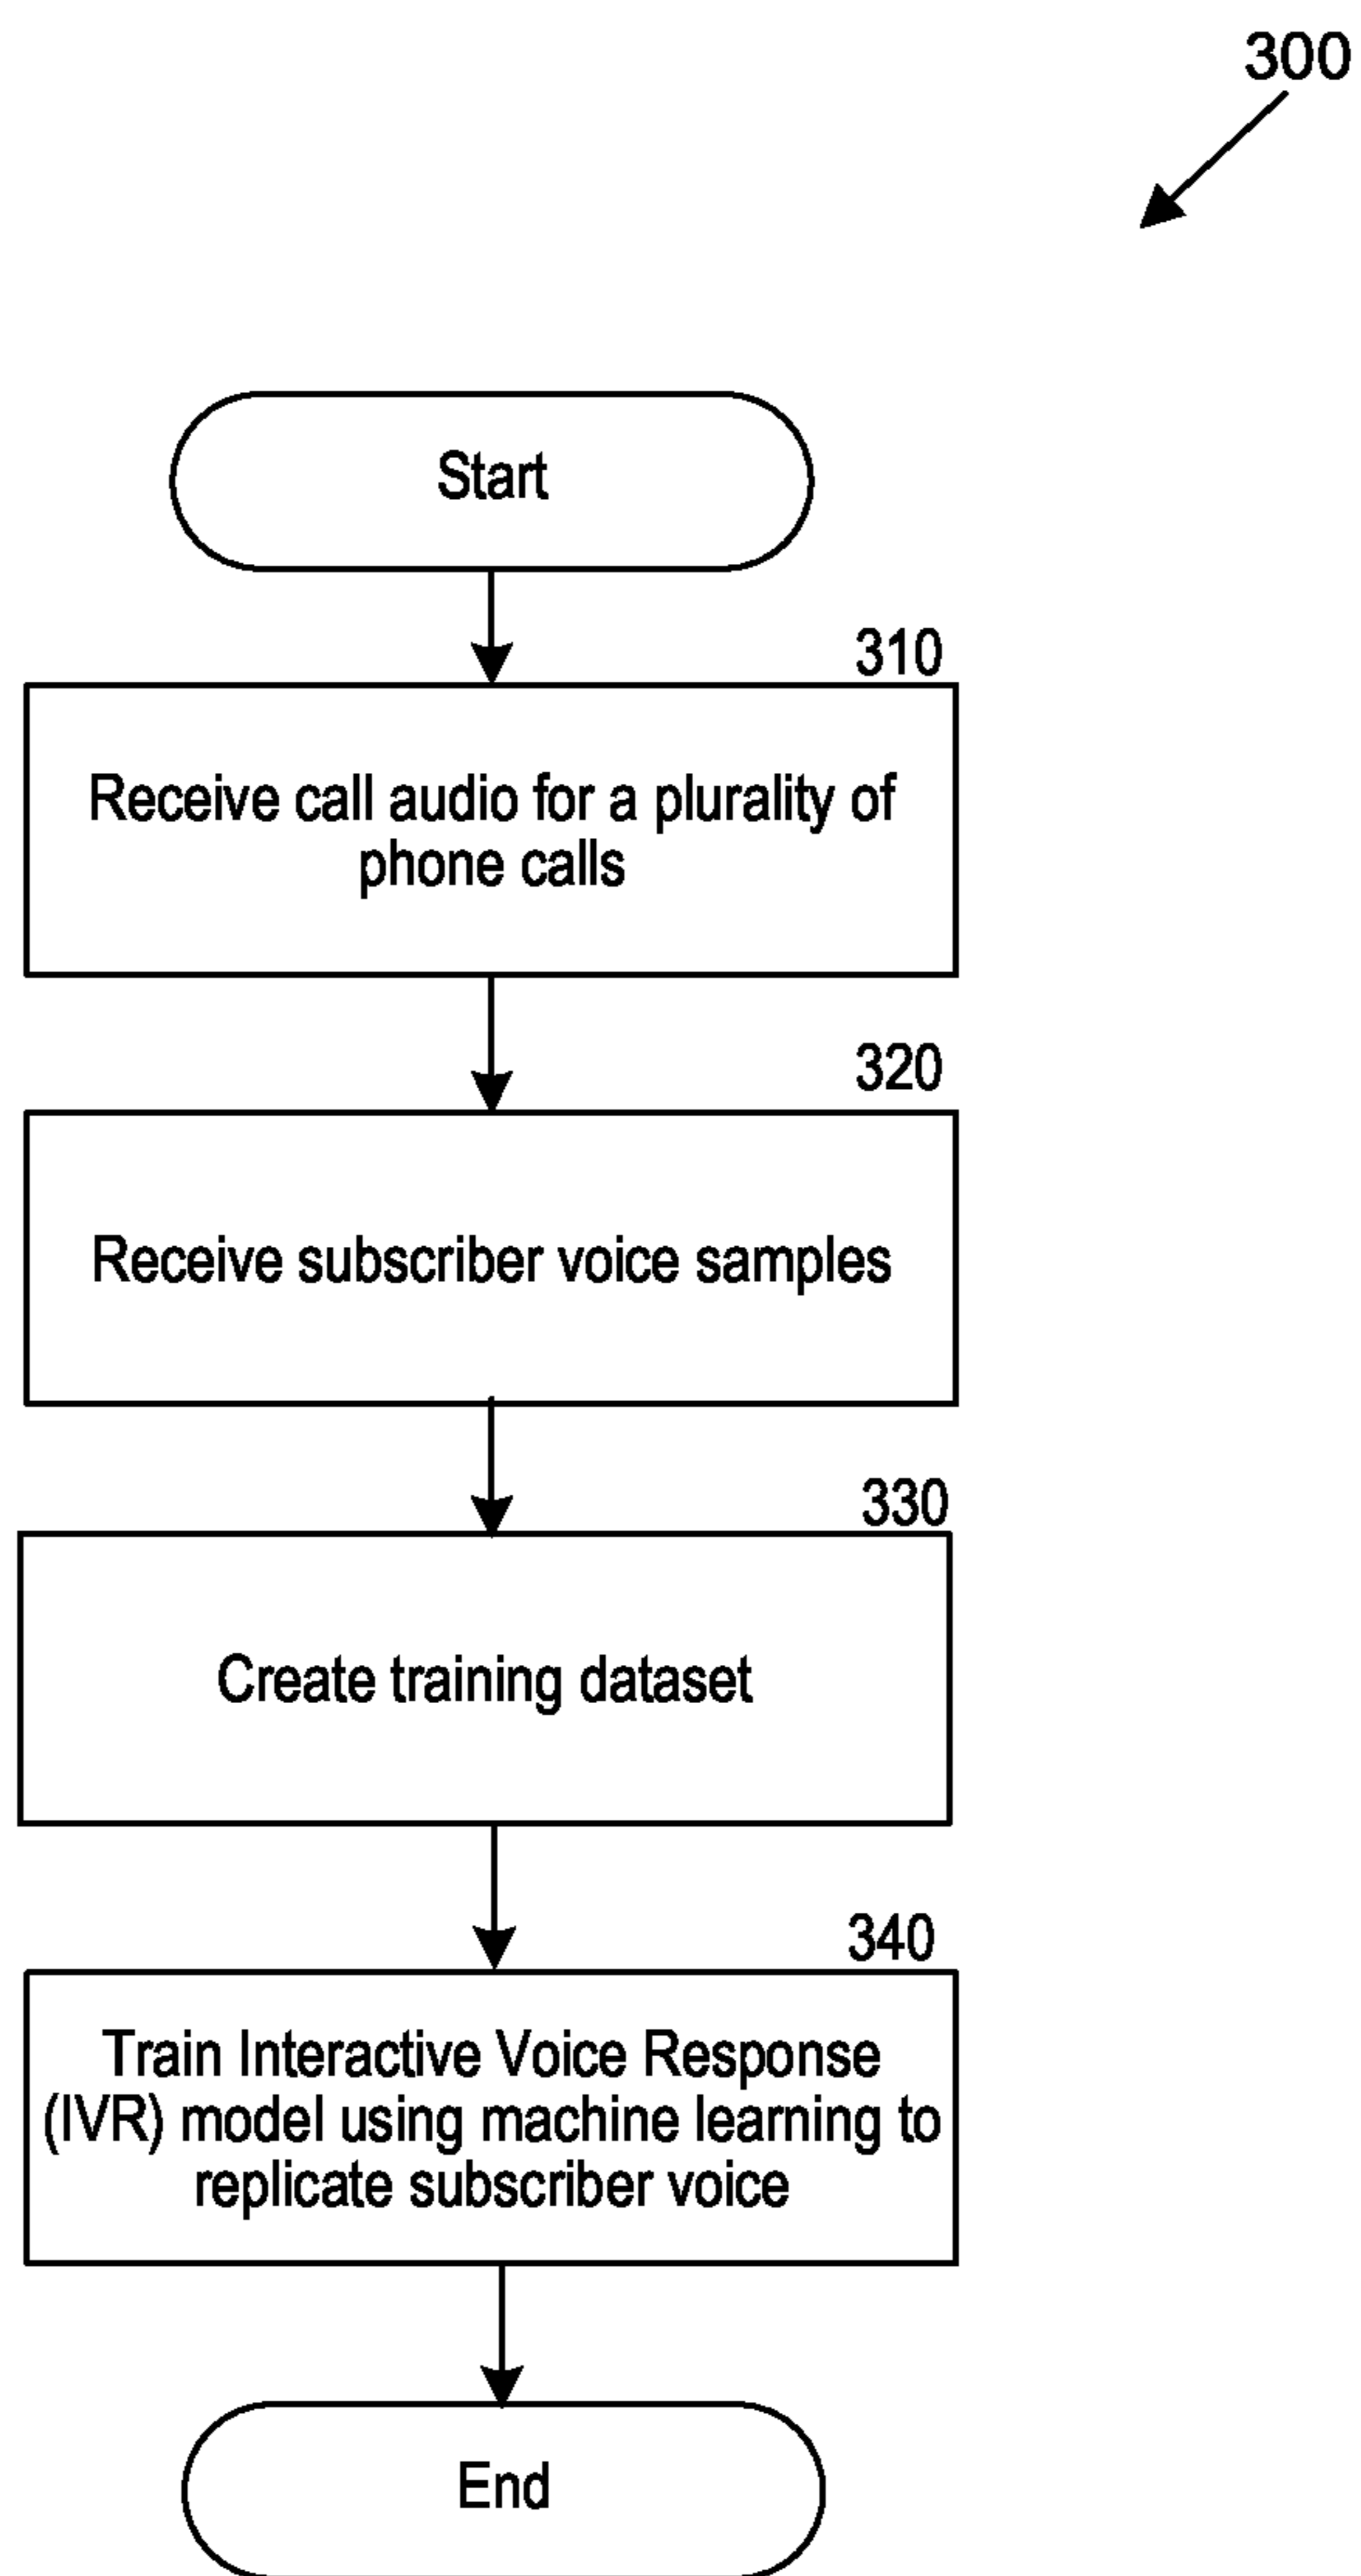 300
Start
310
Receive call audio for a plurality of
phone calls
320
Receive subscriber voice samples
330
Create training dataset
340
Train Interactive Voice Response
(IVR) model using machine learning to
replicate subscriber voice
End